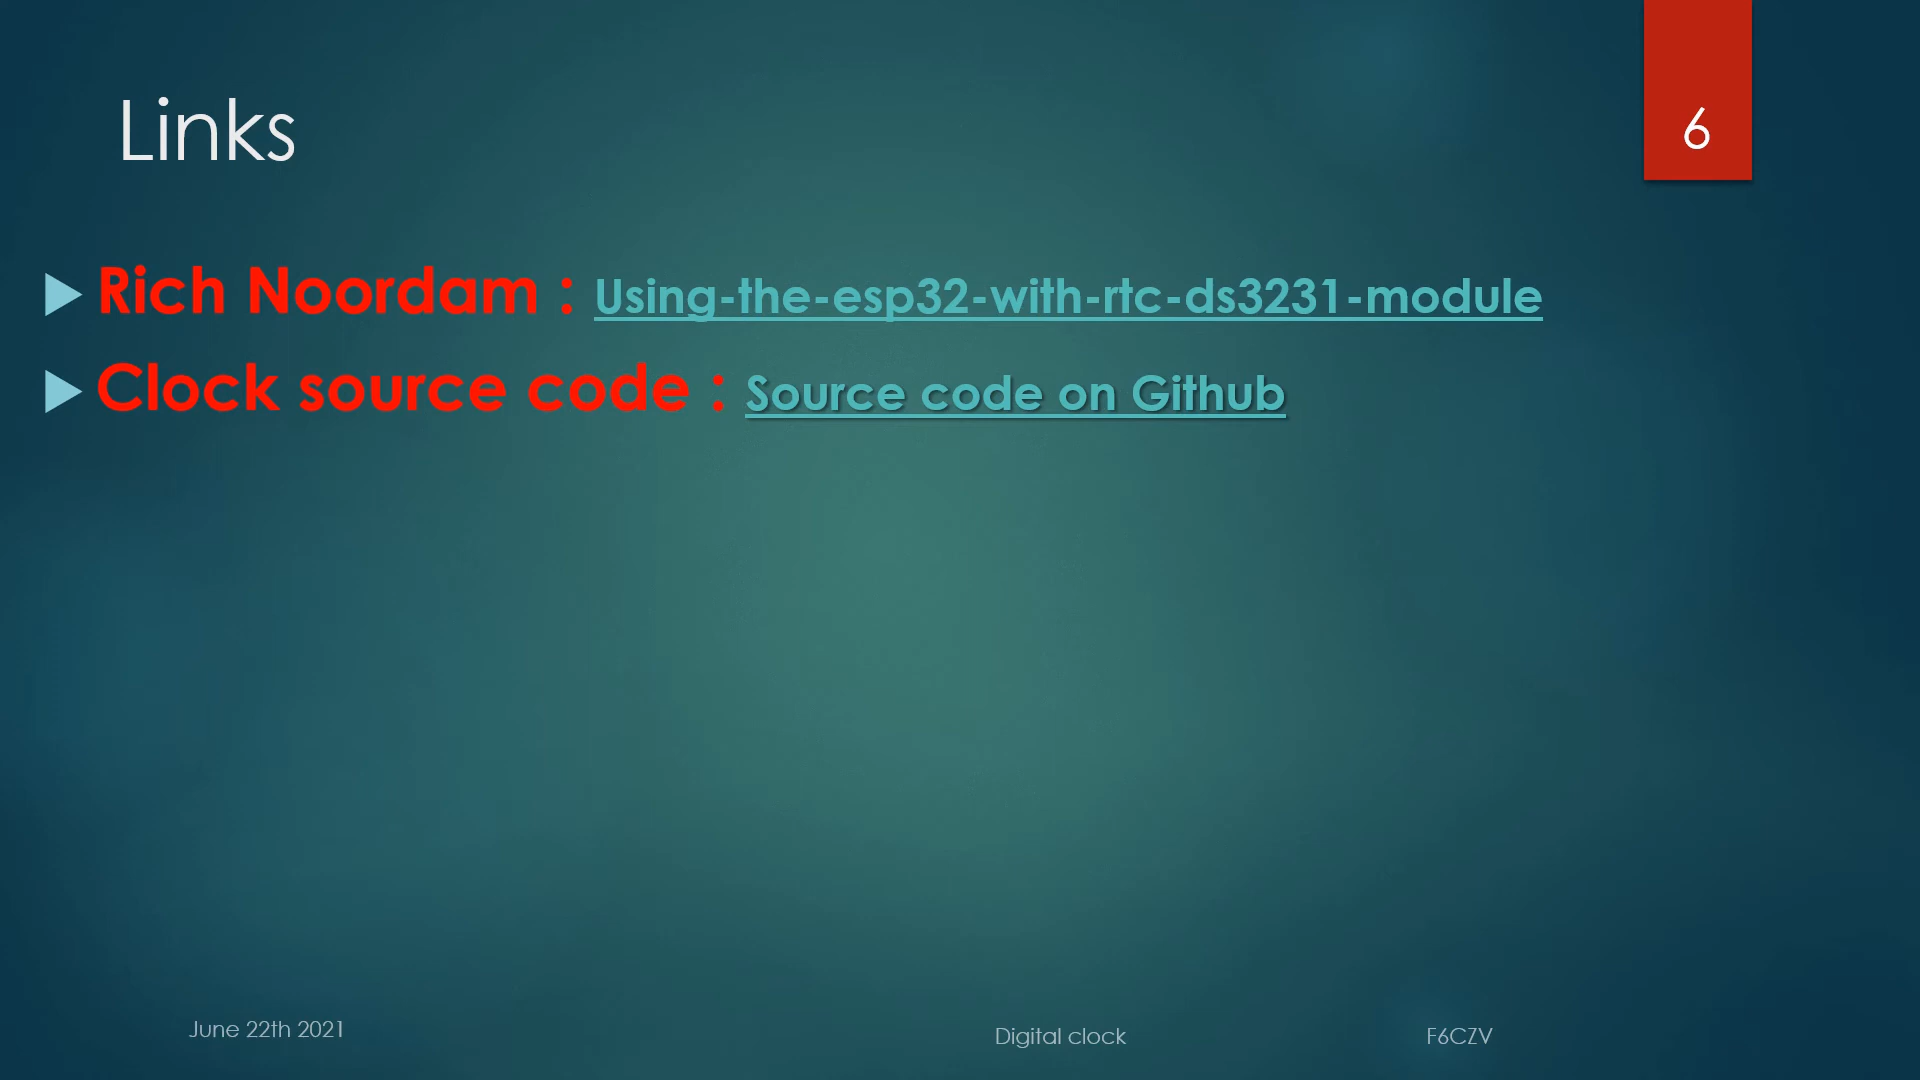 Links
6
Rich Noordam : Using-the-esp32-with-rtc-ds3231-module
Clock source code : Source code on Github
June 22th 2021
Digital clock
F6CZV